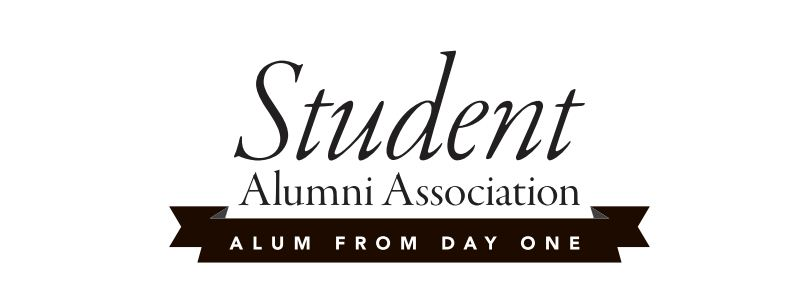 Student
Alumni Association
ALUM FROM DAY ONE